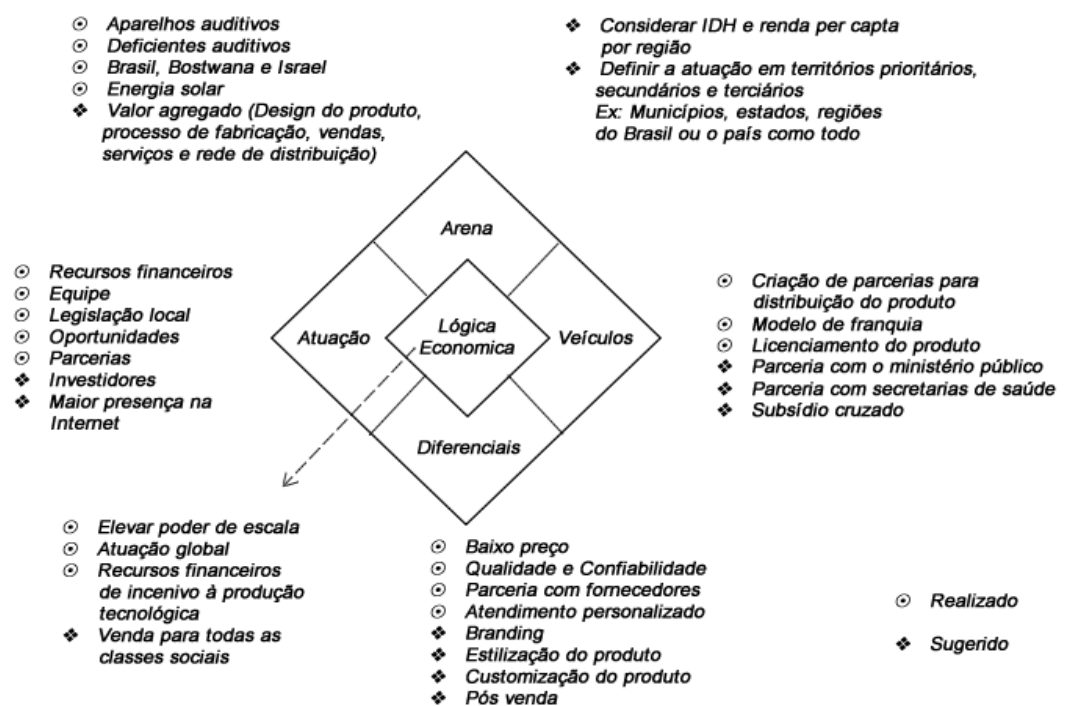 ⊙ Aparelhos auditivos
⊙ Deficientes auditivos
⊙ Brasil, Bostwana e Israel
⊙ Energia solar
❖ Valor agregado (Design do produto,
processo de fabricação, vendas,
serviços e rede de distribuição)
❖ Considerar IDH e renda per capta
por região
❖ Definir a atuação em territórios prioritários,
secundários e terciários
Ex: Municípios, estados, regiões
do Brasil ou o país como todo
Arena
Atuação
Lógica
Economica
Veículos
Diferenciais
⊙ Recursos financeiros
⊙ Equipe
⊙ Legislação local
⊙ Oportunidades
⊙ Parcerias
❖ Investidores
❖ Maior presença na
Internet
⊙ Criação de parcerias para
distribuição do produto
⊙ Modelo de franquia
⊙ Licenciamento do produto
❖ Parceria com o ministério público
❖ Parceria com secretarias de saúde
❖ Subsídio cruzado
⊙ Elevar poder de escala
⊙ Atuação global
⊙ Recursos financeiros
de incenivo à produção
tecnológica
❖ Venda para todas as
classes sociais
⊙ Baixo preço
⊙ Qualidade e Confiabilidade
⊙ Parceria com fornecedores
⊙ Atendimento personalizado
❖ Branding
❖ Estilização do produto
❖ Customização do produto
❖ Pós venda
⊙ Realizado
❖ Sugerido